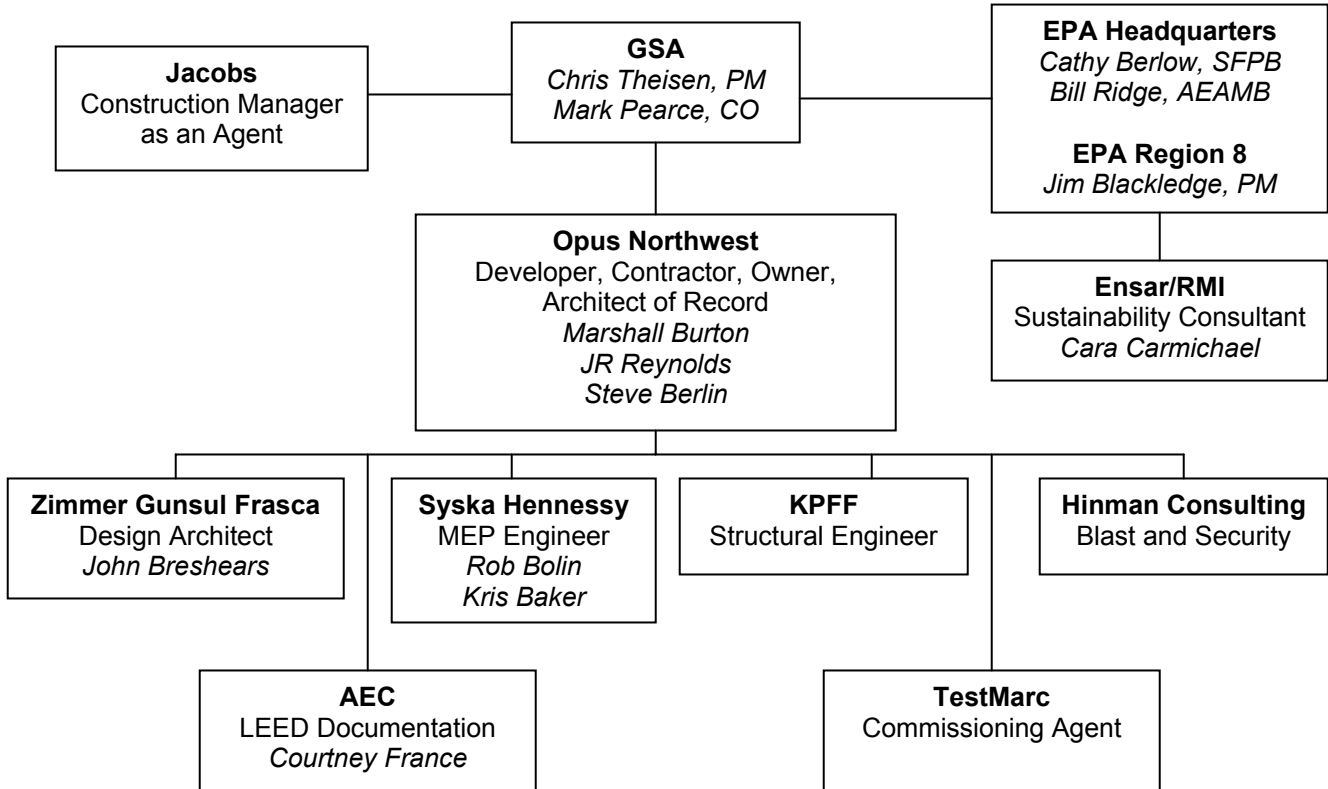 Jacobs
Construction Manager
as an Agent
GSA
Chris Theisen, PM
Mark Pearce, CO
EPA Headquarters
Cathy Berlow, SFPB
Bill Ridge, AEAMB
EPA Region 8
Jim Blackledge, PM
Opus Northwest
Developer, Contractor, Owner,
Architect of Record
Marshall Burton
JR Reynolds
Steve Berlin
Ensar/RMI
Sustainability Consultant
Cara Carmichael
Zimmer Gunsul Frasca
Design Architect
John Breshears
Syska Hennessy
MEP Engineer
Rob Bolin
Kris Baker
KPFF
Structural Engineer
Hinman Consulting
Blast and Security
AEC
LEED Documentation
Courtney France
TestMarc
Commissioning Agent